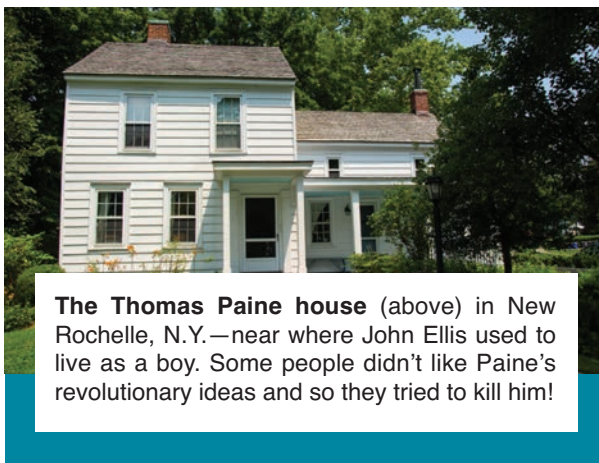 The Thomas Paine house (above) in New
Rochelle, N.Y.—near where John Ellis used to
live as a boy. Some people didn’t like Paine’s
revolutionary ideas and so they tried to kill him!